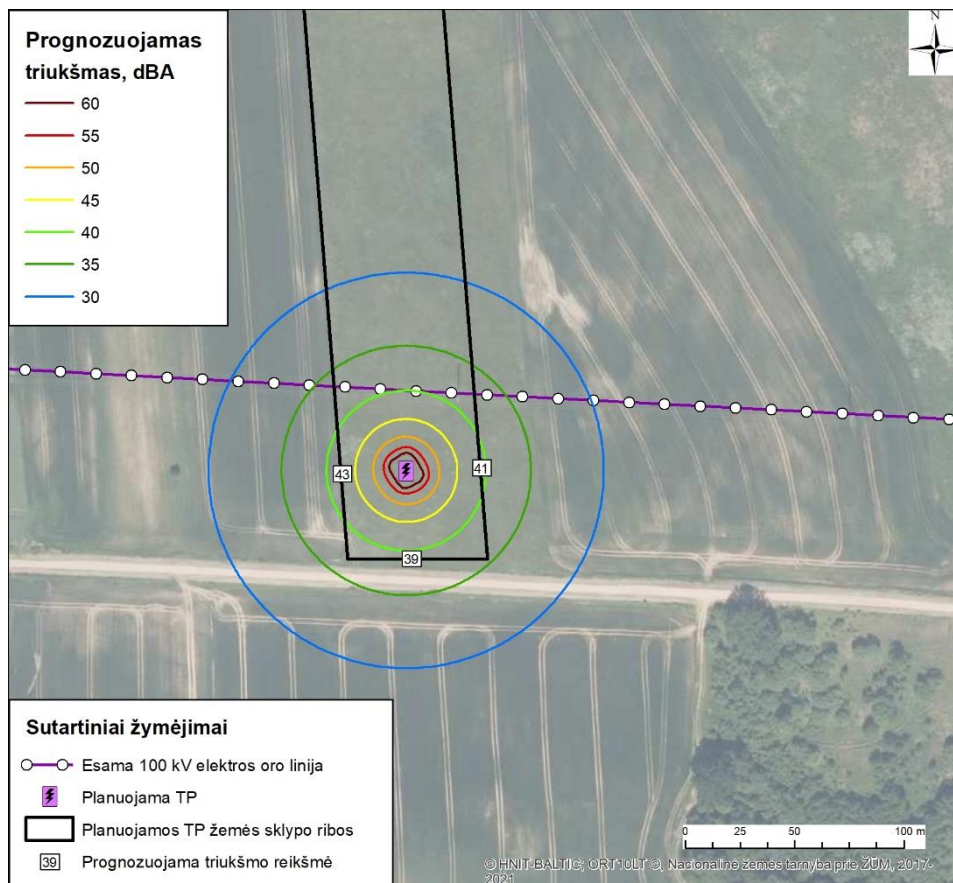 Prognozuojamas
triukšmas, dBA
60
55
50
45
40
35
30
N
43
41
39
Sutartiniai žymėjimai
Esama 100 kV elektros oro linija
Planuojama TP
Planuojamos TP žemės sklypo ribos
39 Prognozuojama triukšmo reikšmė
0 25 50 100 m
© HNIT-BALTIC; ORT10LT ©, Nacionalinė žemės tarnyba prie ŽŪM, 2017-
2021